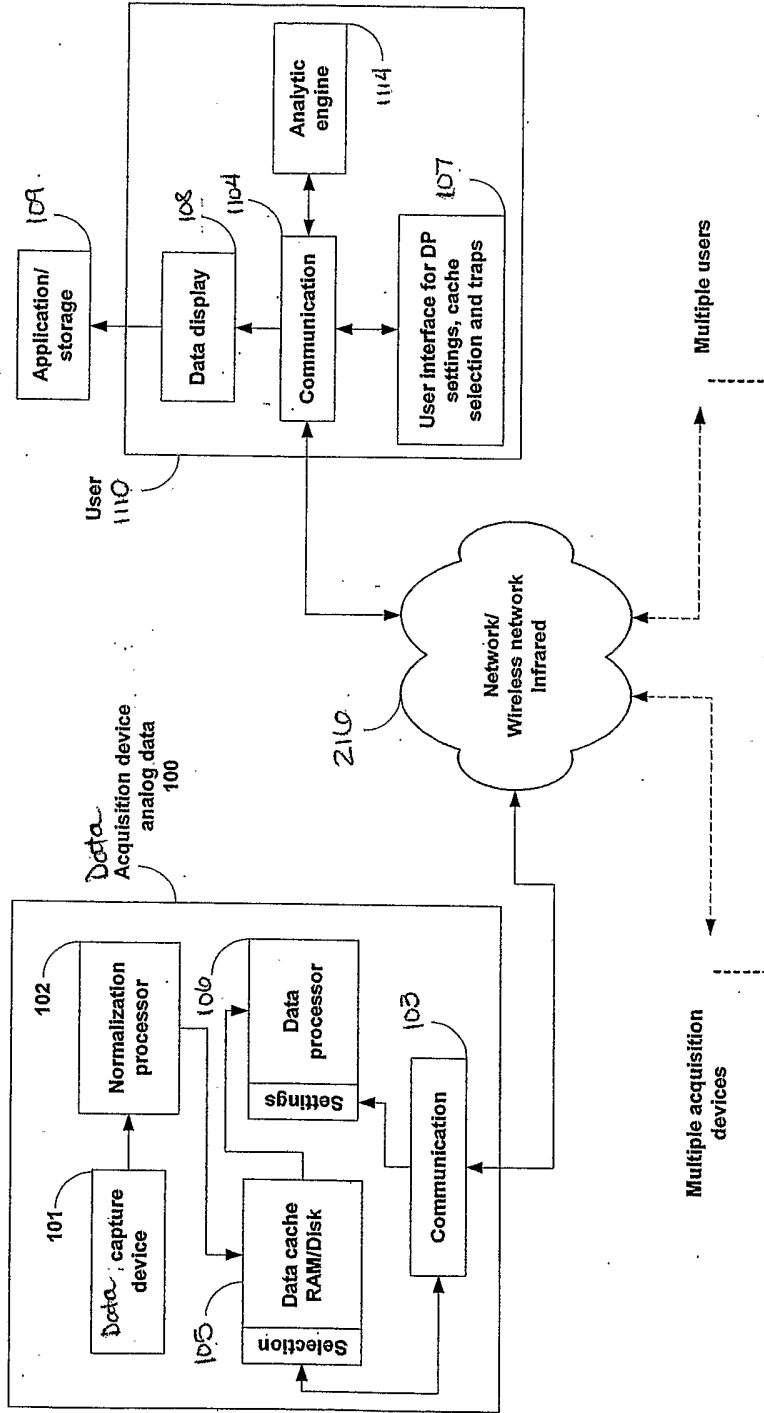 Data
Acquisition device
analog data
100
Data capture
device
101
Normalization
processor
102
Selection
Data cache
RAM/Disk
105
Settings
Data
processor
106
Communication
103
Network/
Wireless network
Infrared
216
User
1110
Application/
storage
109
Data display
108
Communication
1104
Analytic
engine
1114
User interface for DP
settings, cache
selection and traps
107
Multiple acquisition
devices
Multiple users